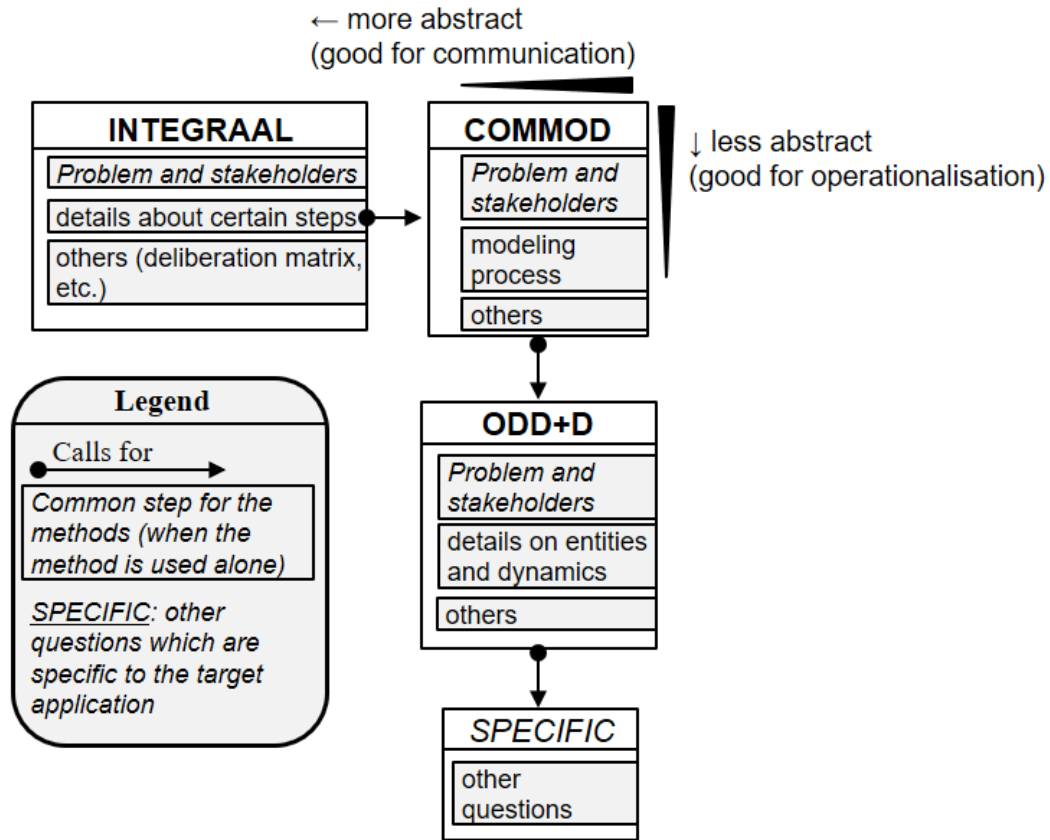 ← more abstract
(good for communication)
INTEGRAAL
Problem and stakeholders
details about certain steps
others (deliberation matrix,
etc.)
COMMOD
Problem and
stakeholders
modeling
process
others
↓ less abstract
(good for operationalisation)
Legend
Calls for
Common step for the
methods (when the
method is used alone)
SPECIFIC: other
questions which are
specific to the target
application
ODD+D
Problem and
stakeholders
details on entities
and dynamics
others
SPECIFIC
other
questions